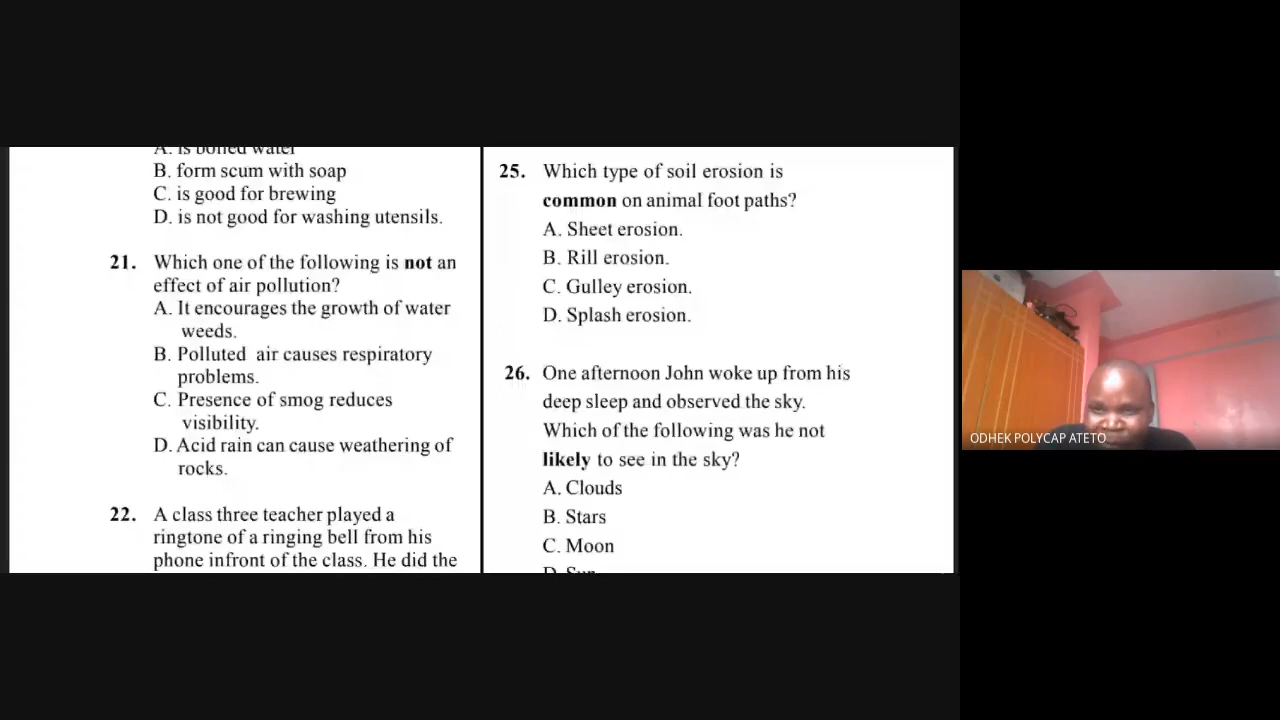 A. is boiled water
B. form scum with soap
C. is good for brewing
D. is not good for washing utensils.
21. Which one of the following is not an
effect of air pollution?
A. It encourages the growth of water
weeds.
B. Polluted air causes respiratory
problems.
C. Presence of smog reduces
visibility.
D. Acid rain can cause weathering of
rocks.
22. A class three teacher played a
ringtone of a ringing bell from his
phone infront of the class. He did the
25. Which type of soil erosion is
common on animal foot paths?
A. Sheet erosion.
B. Rill erosion.
C. Gulley erosion.
D. Splash erosion.
26. One afternoon John woke up from his
deep sleep and observed the sky.
Which of the following was he not
likely to see in the sky?
A. Clouds
B. Stars
C. Moon
D. Sun
ODHEK POLYCAP ATETO